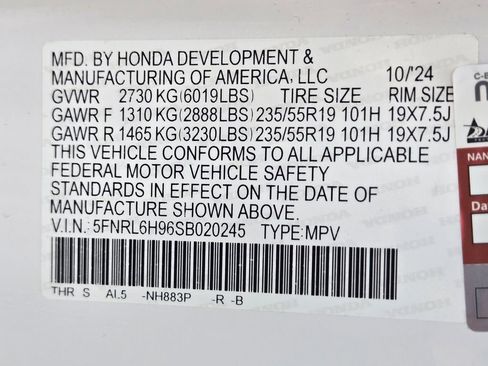 MFD. BY HONDA DEVELOPMENT &
MANUFACTURING OF AMERICA, LLC 10/'24
GVWR 2730 KG(6019LBS) TIRE SIZE RIM SIZE
GAWR F 1310 KG(2888LBS) 235/55R19 101H 19X7.5J
GAWR R 1465 KG(3230LBS) 235/55R19 101H 19X7.5J
THIS VEHICLE CONFORMS TO ALL APPLICABLE
FEDERAL MOTOR VEHICLE SAFETY
STANDARDS IN EFFECT ON THE DATE OF
MANUFACTURE SHOWN ABOVE.
V.I.N.: 5FNRL6H96SB020245 TYPE: MPV
THR S AL5 -NH883P -R -B
C-E
NAN
Da